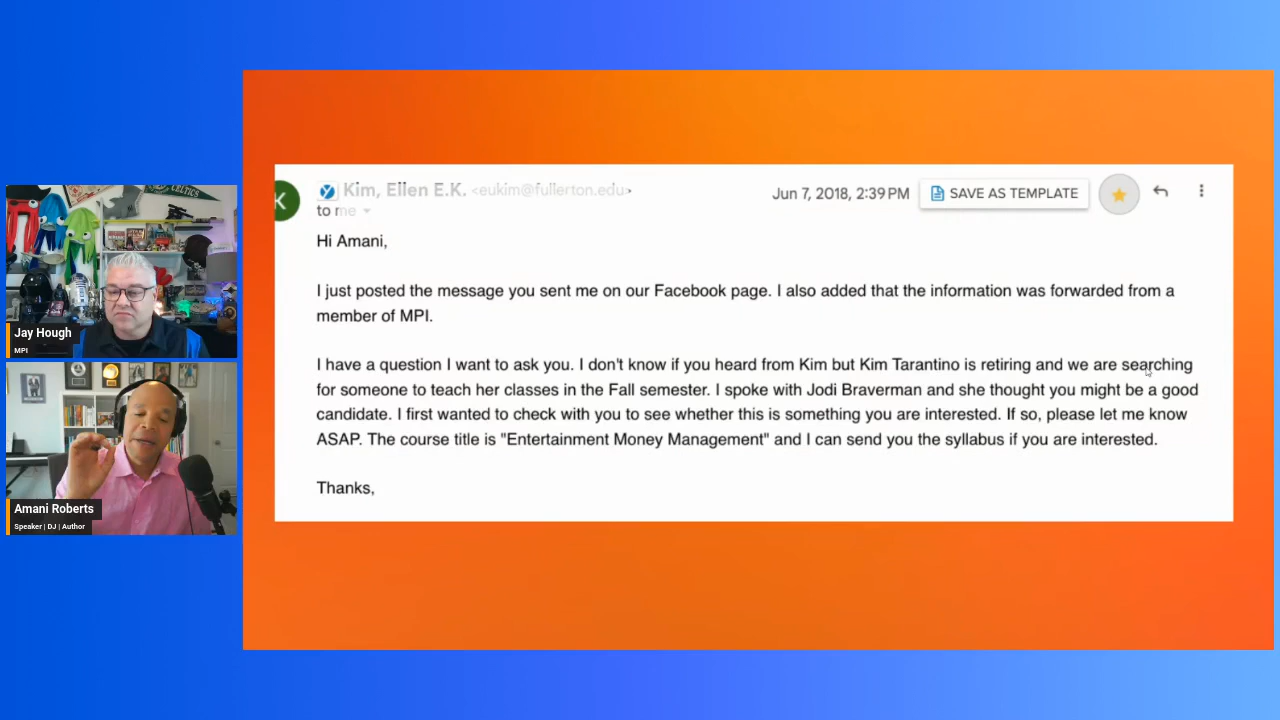 CELTICS
Jay Hough
MPI
Amani Roberts
Speaker | DJ | Author
K
Kim, Ellen E.K. <eukim@fullerton.edu>
Jun 7, 2018, 2:39 PM
SAVE AS TEMPLATE
to me
Hi Amani,
I just posted the message you sent me on our Facebook page. I also added that the information was forwarded from a
member of MPI.
I have a question I want to ask you. I don't know if you heard from Kim but Kim Tarantino is retiring and we are searching
for someone to teach her classes in the Fall semester. I spoke with Jodi Braverman and she thought you might be a good
candidate. I first wanted to check with you to see whether this is something you are interested. If so, please let me know
ASAP. The course title is "Entertainment Money Management" and I can send you the syllabus if you are interested.
Thanks,